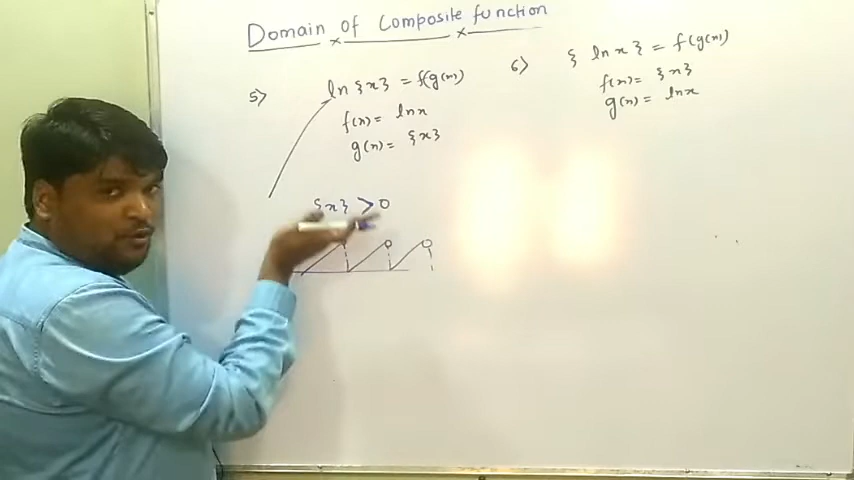 Domain of Composite function
5) ln {x} = f(g(x))
f(x) = ln x
g(x) = {x}
{x} > 0
6) { ln x } = f(g(x))
f(x) = {x}
g(x) = ln x